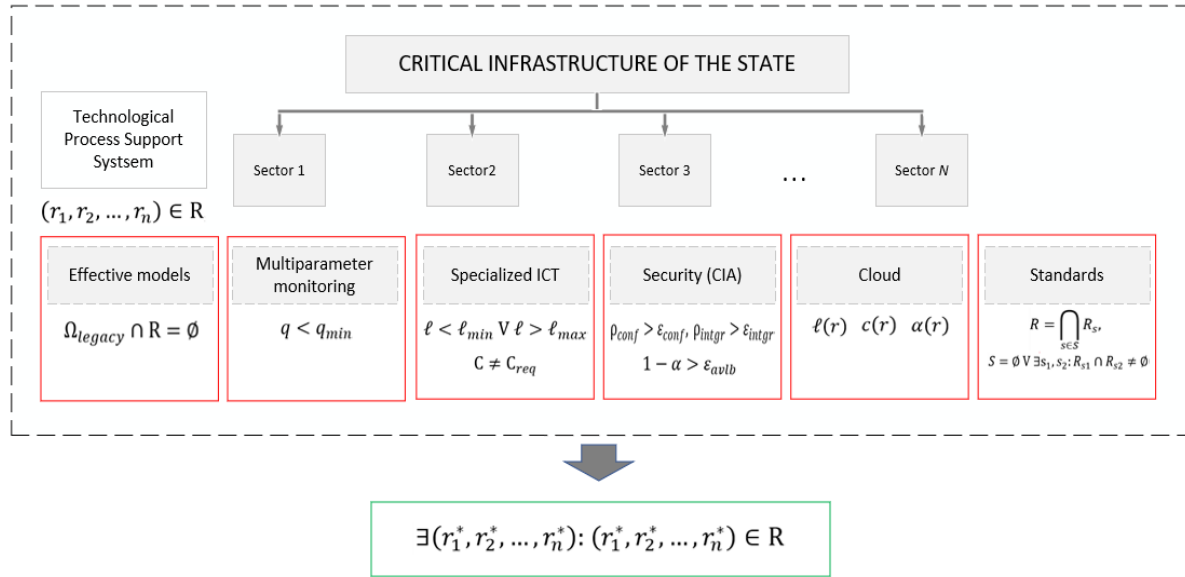 CRITICAL INFRASTRUCTURE OF THE STATE
Technological
Process Support
Systsem
Sector 1
Sector2
Sector 3
...
Sector N
(r₁, r₂, ..., rₙ) ∈ R
Effective models
Ω_legacy ∩ R = ∅
Multiparameter
monitoring
q < q_min
Specialized ICT
ℓ < ℓ_min V ℓ > ℓ_max
C ≠ C_req
Security (CIA)
ρ_conf > ε_conf, ρ_intgr > ε_intgr
1 − α > ε_avlb
Cloud
ℓ(r) c(r) α(r)
Standards
R = ⋂_{s∈S} R_s,
S = ∅ V ∃s₁, s₂: R_s1 ∩ R_s2 ≠ ∅
∃(r₁*, r₂*, ..., rₙ*): (r₁*, r₂*, ..., rₙ*) ∈ R